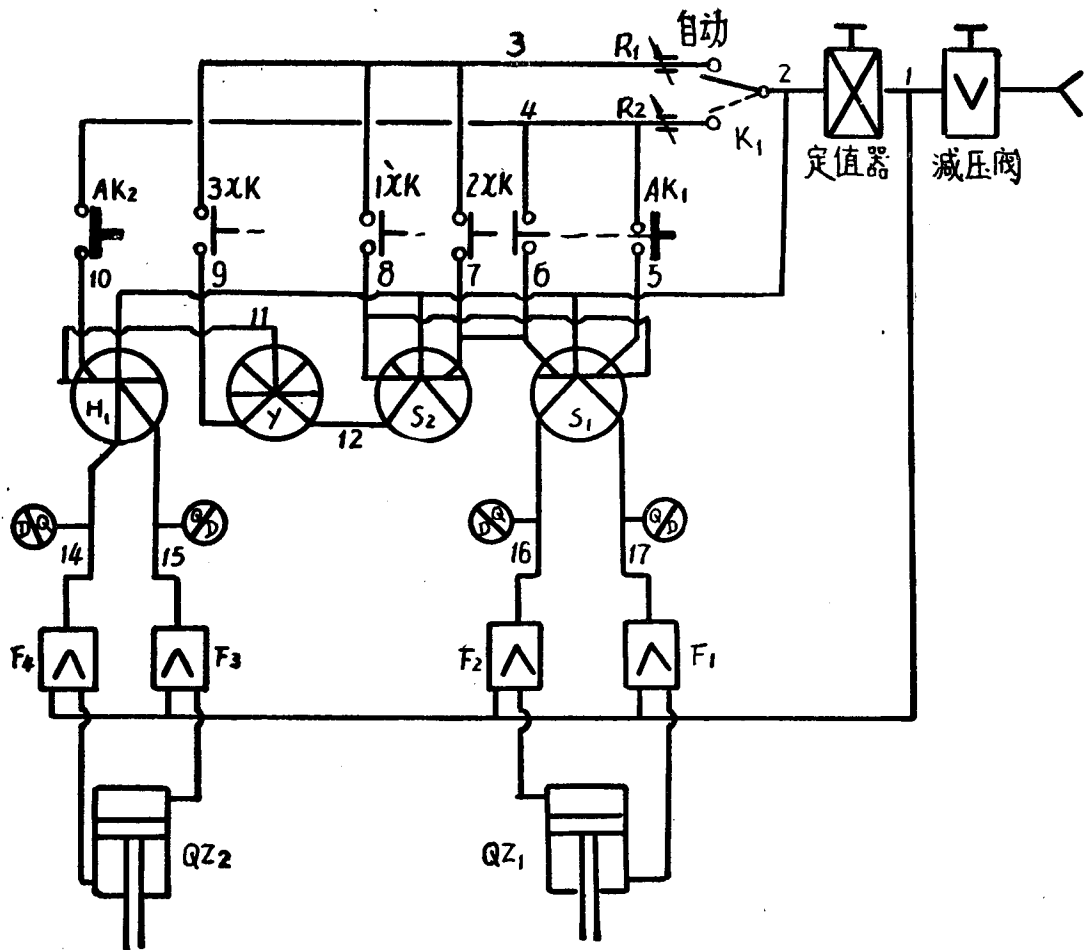 自动
3
R₁
2
1
4
R₂
K₁
定值器
减压阀
AK₂
3XK
1XK
2XK
AK₁
10
9
8
7
6
5
11
H₁
Y
S₂
S₁
12
D Q
Q D
D Q
Q D
14
15
16
17
F₄
F₃
F₂
F₁
QZ₂
QZ₁